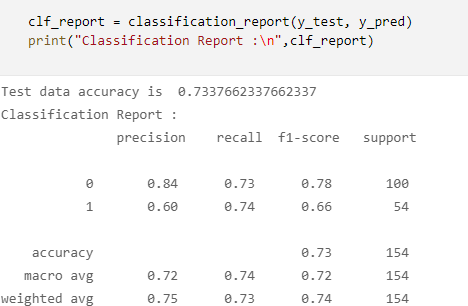 clf_report = classification_report(y_test, y_pred)
print("Classification Report :\n",clf_report)
Test data accuracy is  0.7337662337662337
Classification Report :
precision recall f1-score support
0 0.84 0.73 0.78 100
1 0.60 0.74 0.66 54
accuracy 0.73 154
macro avg 0.72 0.74 0.72 154
weighted avg 0.75 0.73 0.74 154